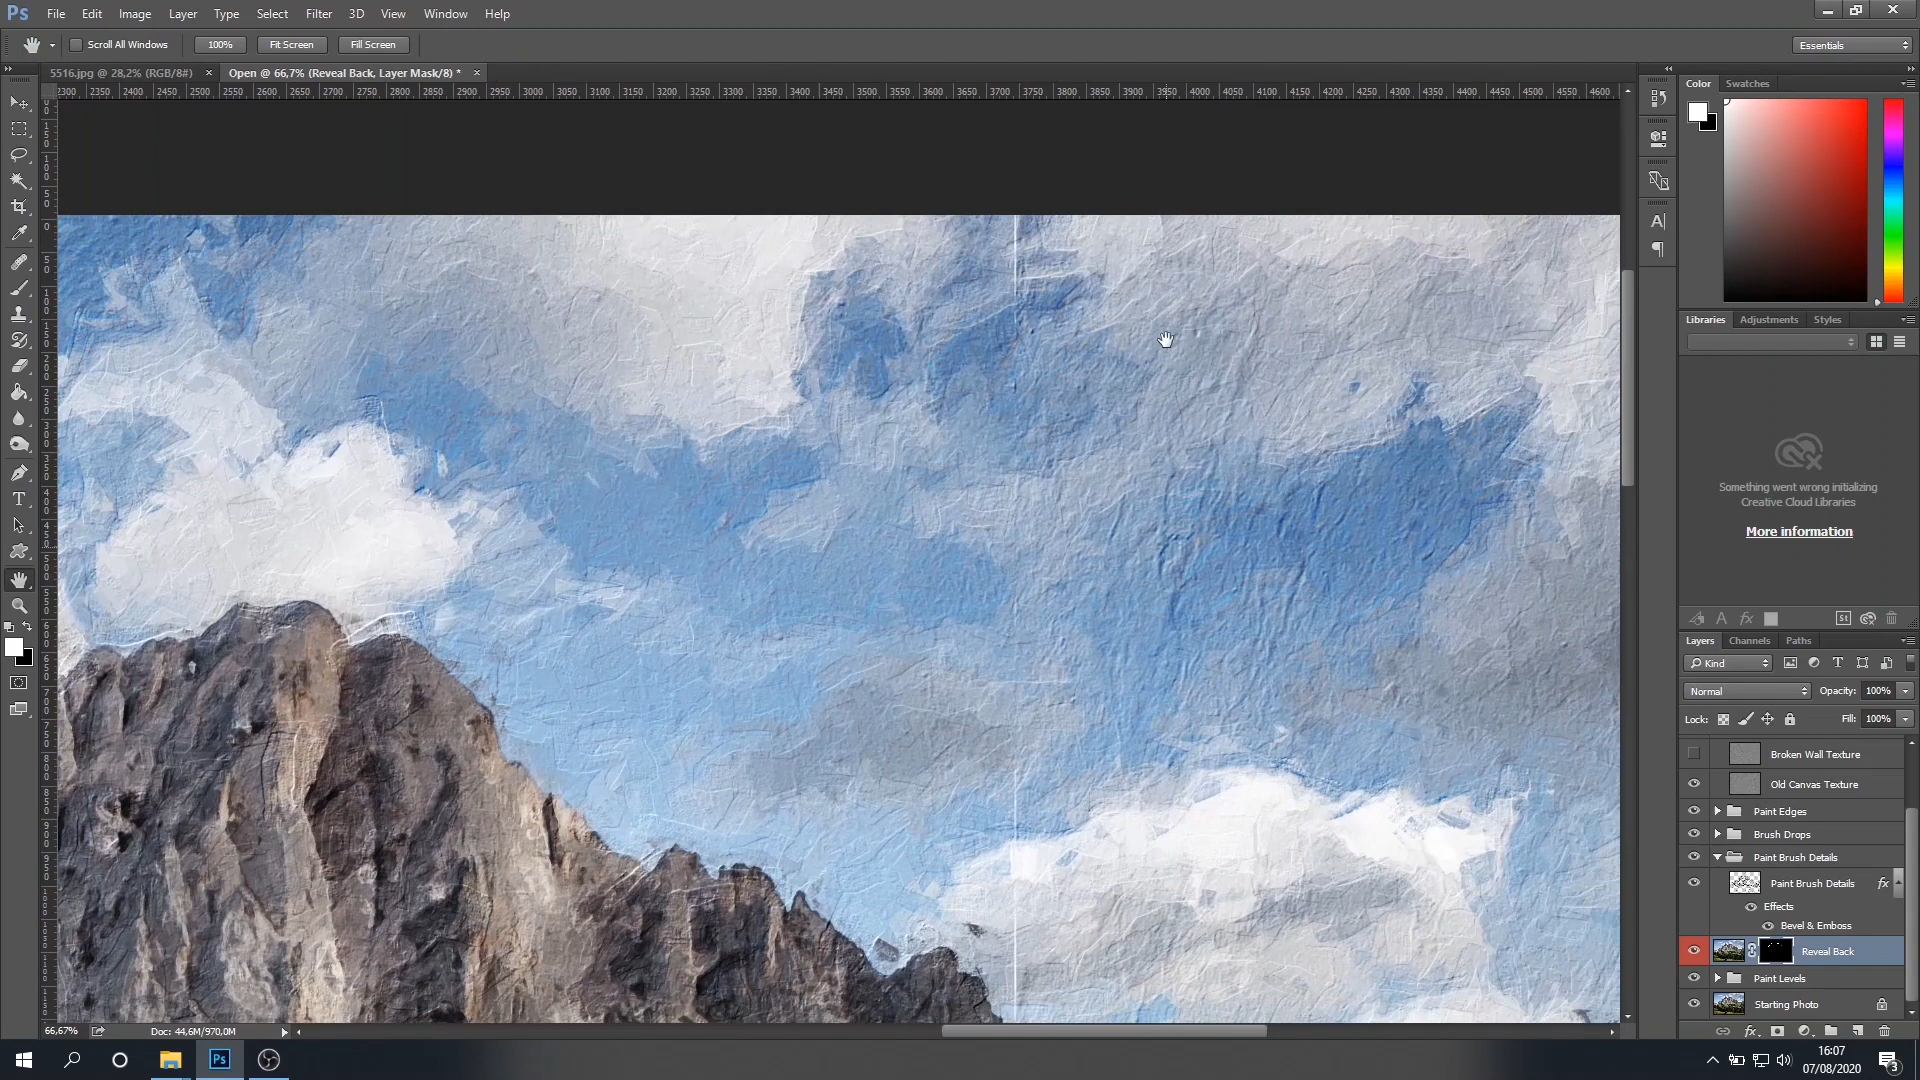 Ps File Edit Image Layer Type Select Filter 3D View Window Help
Scroll All Windows 100% Fit Screen Fill Screen Essentials
5516.jpg @ 28,2% (RGB/8#) × Open @ 66,7% (Reveal Back, Layer Mask/8) * ×
2300 2350 2400 2450 2500 2550 2600 2650 2700 2750 2800 2850 2900 2950 3000 3050 3100 3150 3200 3250 3300 3350 3400 3450 3500 3550 3600 3650 3700 3750 3800 3850 3900 3950 4000 4050 4100 4150 4200 4250 4300 4350 4400 4450 4500 4550 4600
Color Swatches
Libraries Adjustments Styles
Something went wrong initializing
Creative Cloud Libraries
More information
Layers Channels Paths
Kind
Normal Opacity: 100%
Lock: Fill: 100%
Broken Wall Texture
Old Canvas Texture
Paint Edges
Brush Drops
Paint Brush Details
Paint Brush Details fx
Effects
Bevel & Emboss
Reveal Back
Paint Levels
Starting Photo
66,67% Doc: 44,6M/970,0M
16:07
07/08/2020
3